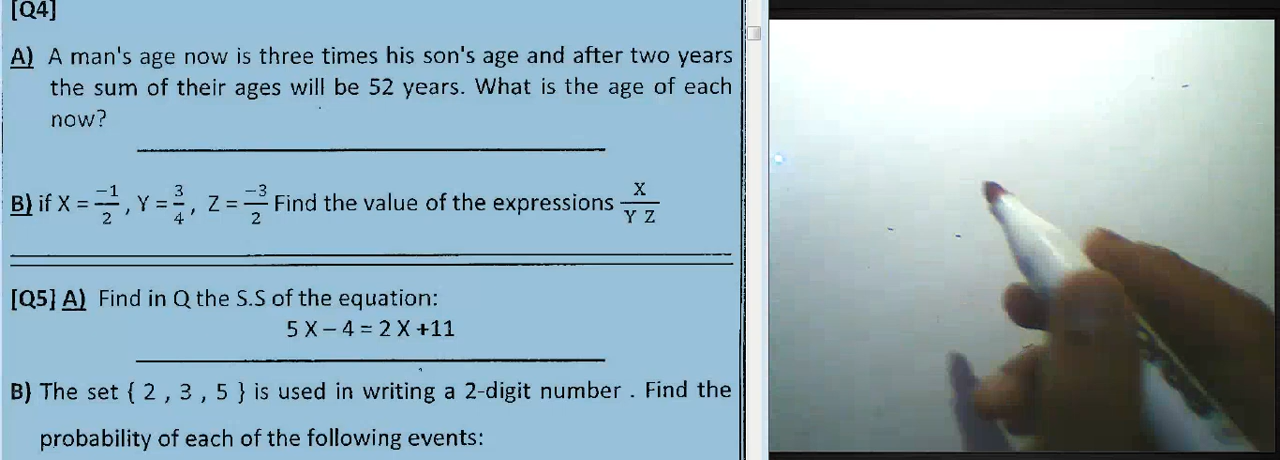 [Q4]
A) A man's age now is three times his son's age and after two years
the sum of their ages will be 52 years. What is the age of each
now?
B) if X = -1/2 , Y = 3/4 , Z = -3/2 Find the value of the expressions X/Y Z
[Q5] A) Find in Q the S.S of the equation:
5 X – 4 = 2 X +11
B) The set { 2 , 3 , 5 } is used in writing a 2-digit number . Find the
probability of each of the following events: